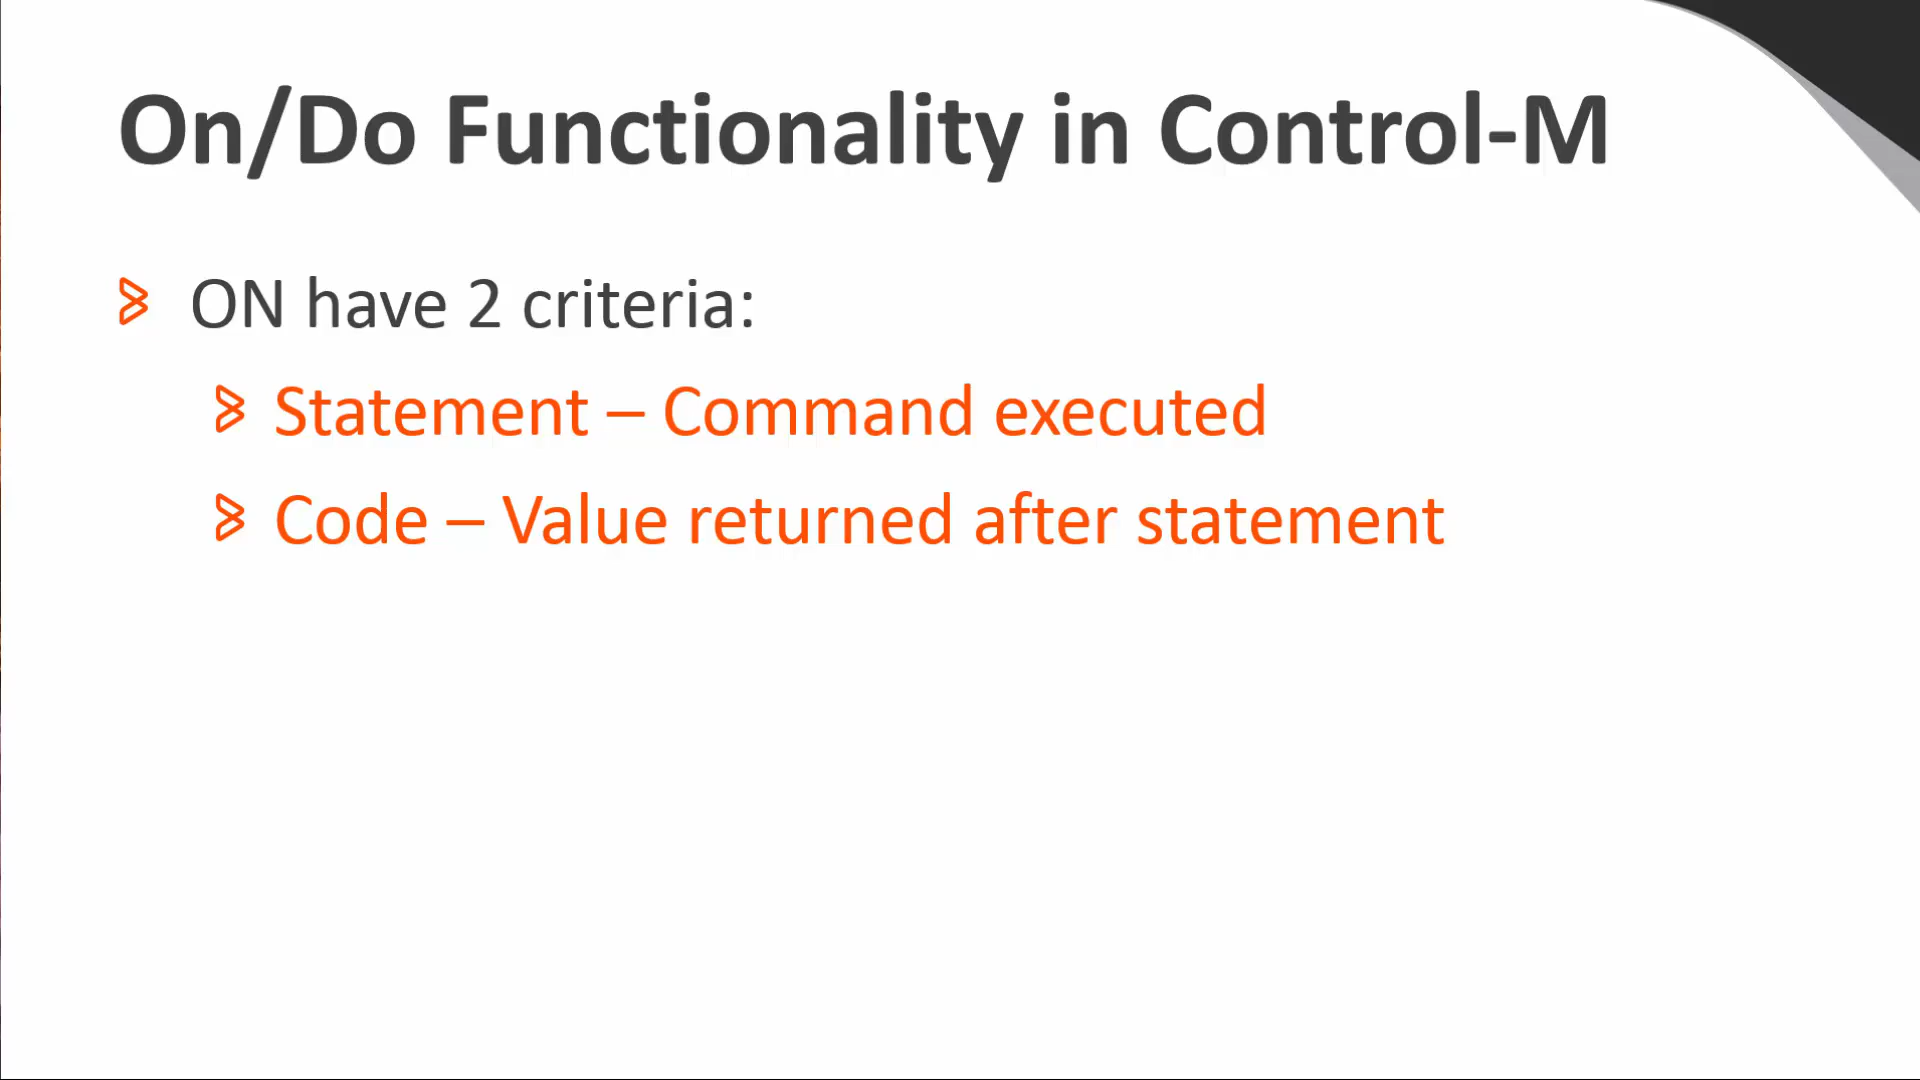 On/Do Functionality in Control-M
ON have 2 criteria:
Statement – Command executed
Code – Value returned after statement